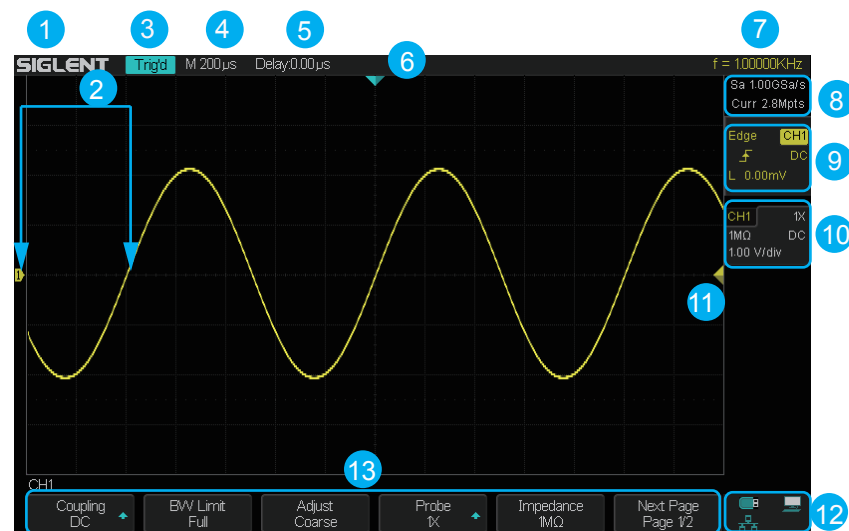 1 3 4 5 7
SIGLENT Trig'd M 200µs Delay:0.00µs 6 f = 1.00000KHz
2
Sa 1.00GSa/s
Curr 2.8Mpts
8
Edge CH1
DC
L 0.00mV
9
CH1 1X
1MΩ DC
1.00 V/div
10
1
11
13
CH1
Coupling
DC
BW Limit
Full
Adjust
Coarse
Probe
1X
Impedance
1MΩ
Next Page
Page 1/2
12